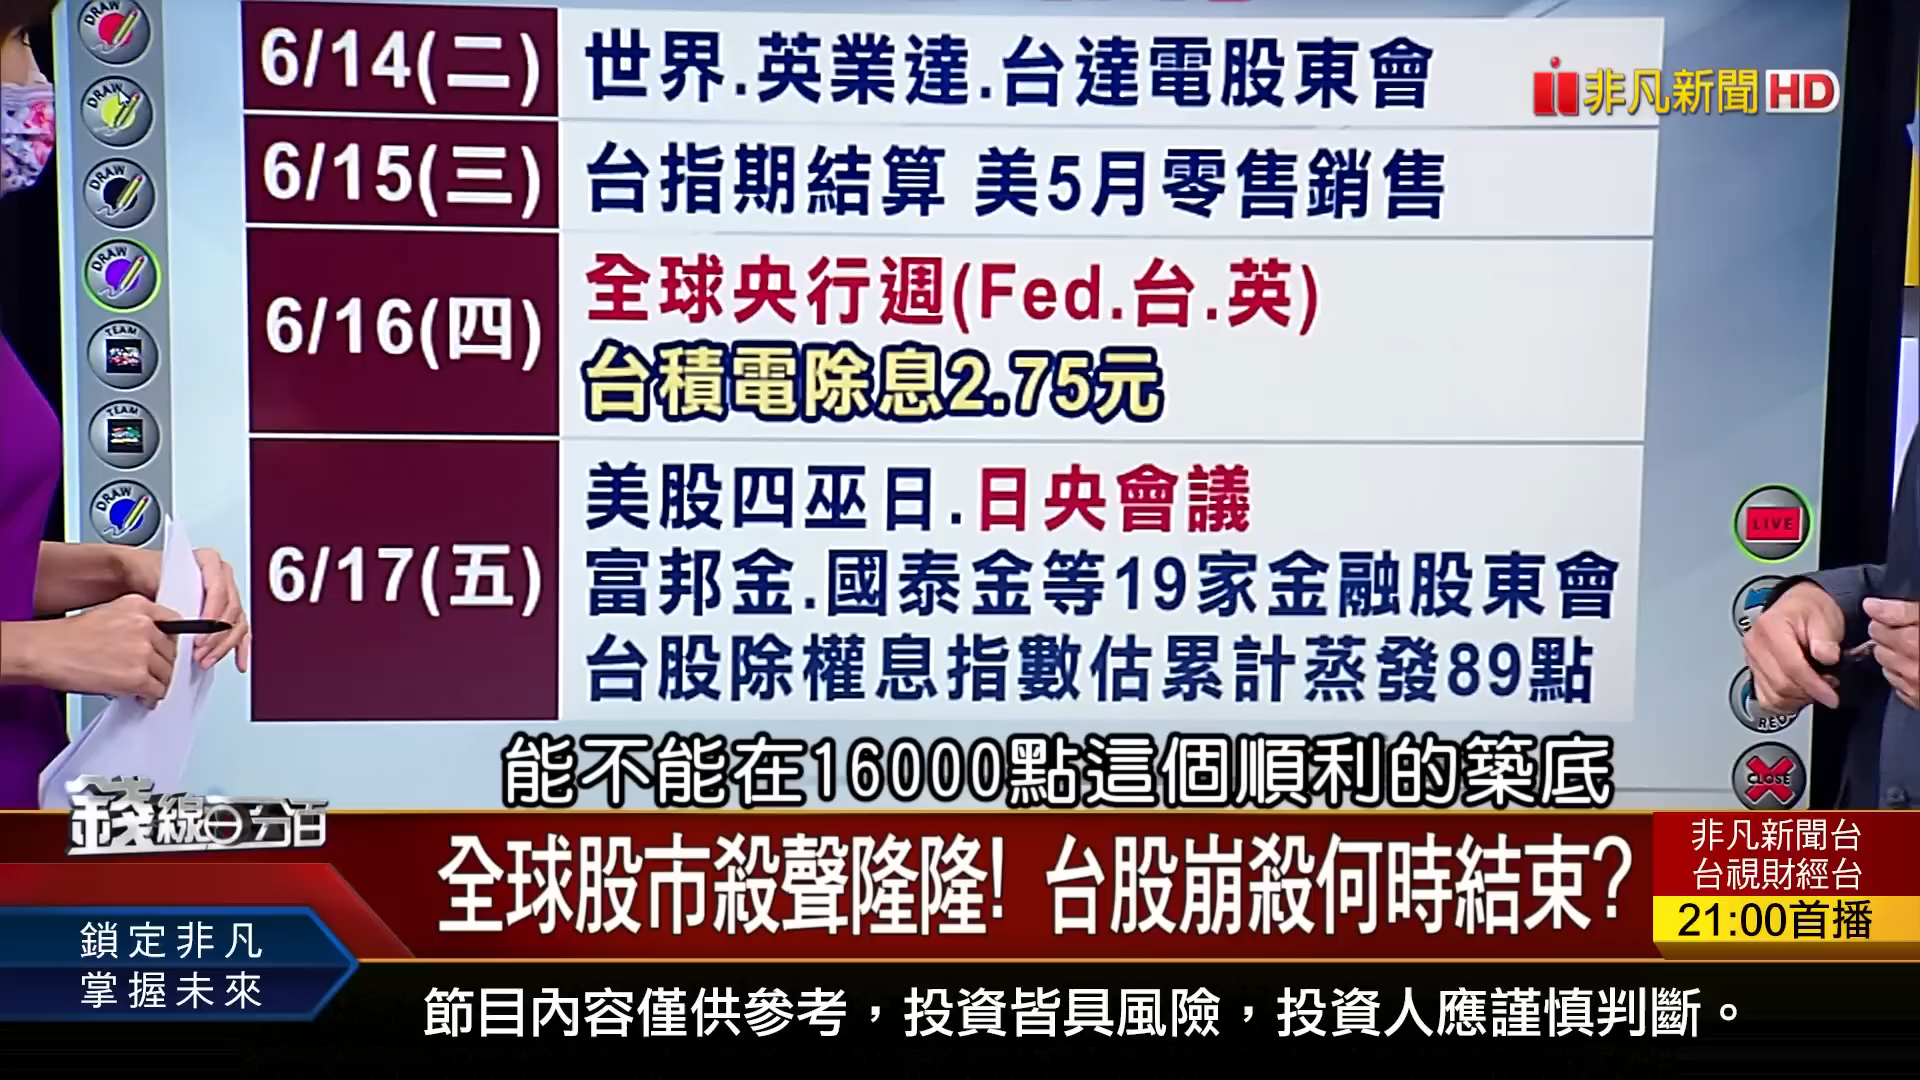 6/14(二) 世界.英業達.台達電股東會
6/15(三) 台指期結算 美5月零售銷售
6/16(四) 全球央行週(Fed.台.英)
台積電除息2.75元
6/17(五) 美股四巫日.日央會議
富邦金.國泰金等19家金融股東會
台股除權息指數估累計蒸發89點
非凡新聞HD
DRAW
DRAW
DRAW
DRAW
TEAM
TEAM
DRAW
LIVE
CLOSE
能不能在16000點這個順利的築底
錢線百分百
全球股市殺聲隆隆! 台股崩殺何時結束?
非凡新聞台
台視財經台
21:00首播
鎖定非凡
掌握未來
節目內容僅供參考，投資皆具風險，投資人應謹慎判斷。